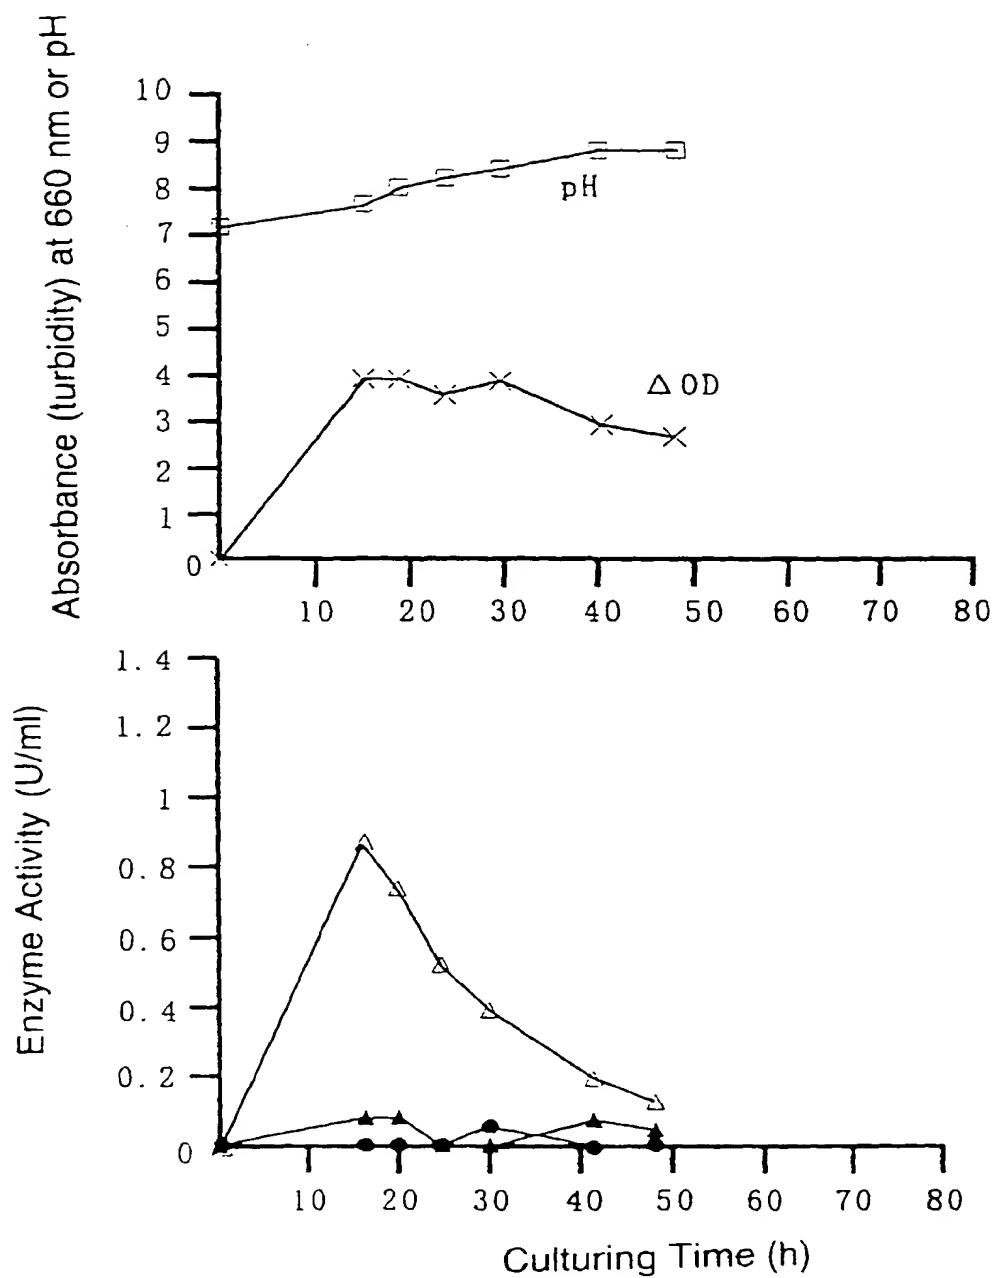 Absorbance (turbidity) at 660 nm or pH
10
9
8
7
6
5
4
3
2
1
0
pH
△ OD
10 20 30 40 50 60 70 80
Enzyme Activity (U/ml)
1.4
1.2
1
0.8
0.6
0.4
0.2
0
10 20 30 40 50 60 70 80
Culturing Time (h)